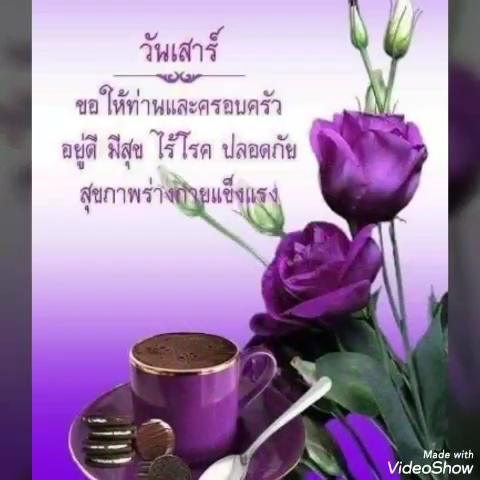 วันเสาร์
ขอให้ท่านและครอบครัว
อยู่ดี มีสุข ไร้โรค ปลอดภัย
สุขภาพร่างกายแข็งแรง
Made with
VideoShow